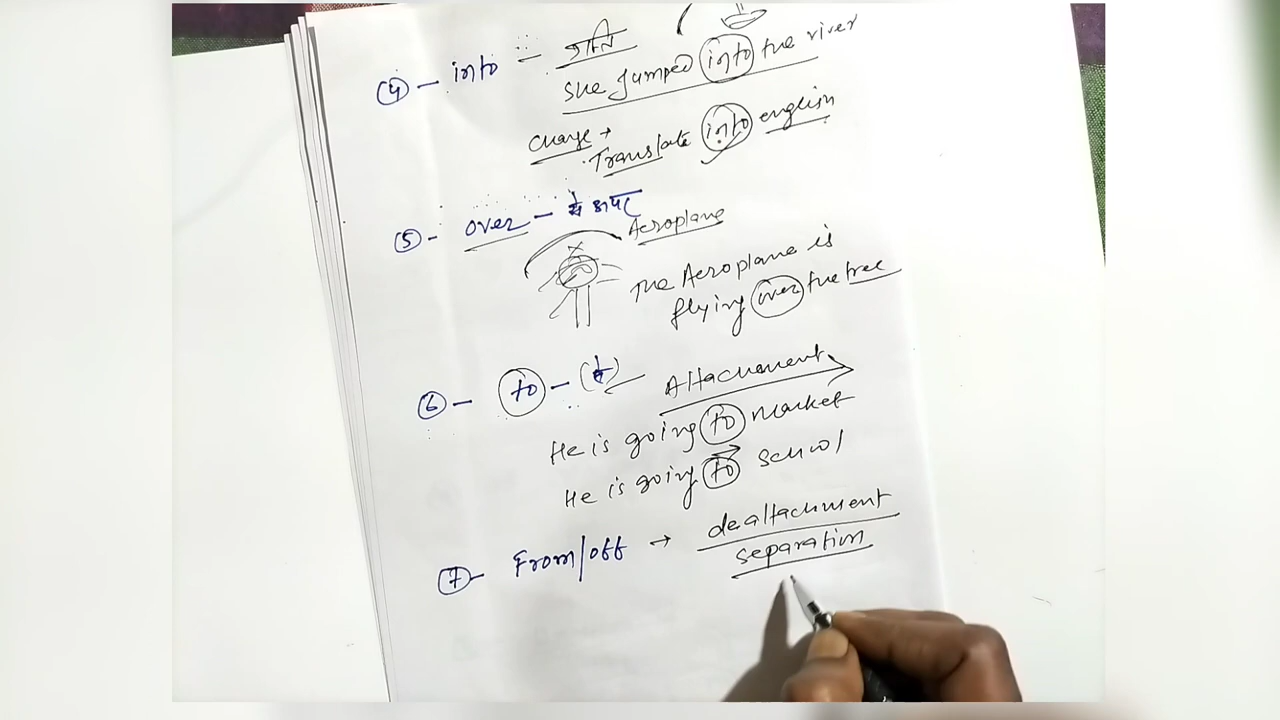 ④ - into - गति
She Jumped into the river
Change →
Translate into english
⑤ - over - के ऊपर
Aeroplane
The Aeroplane is
flying over the tree
⑥ - to - (
Attachment
He is going to market
He is going to school
⑦ - From/off → deattachment
separation